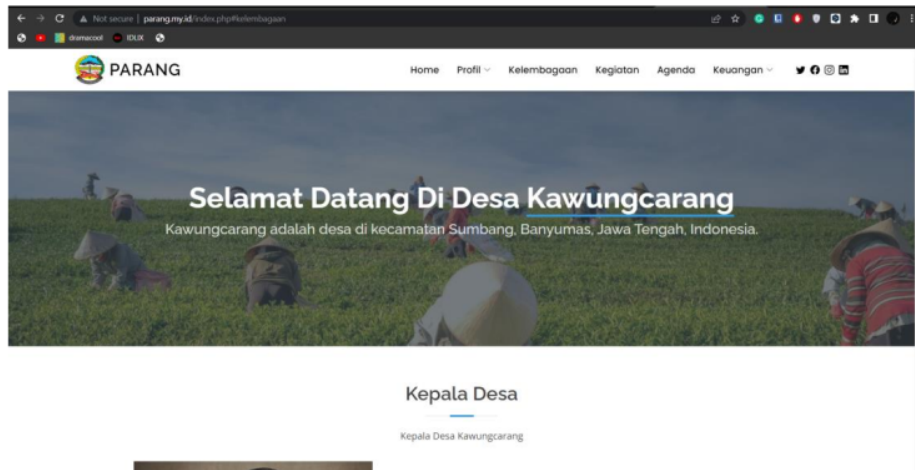 Not secure | parang.my.id/index.php#kelembagaan
dramacool IDLIX
PARANG Home Profil Kelembagaan Kegiatan Agenda Keuangan
Selamat Datang Di Desa Kawungcarang
Kawungcarang adalah desa di kecamatan Sumbang, Banyumas, Jawa Tengah, Indonesia.
Kepala Desa
Kepala Desa Kawungcarang